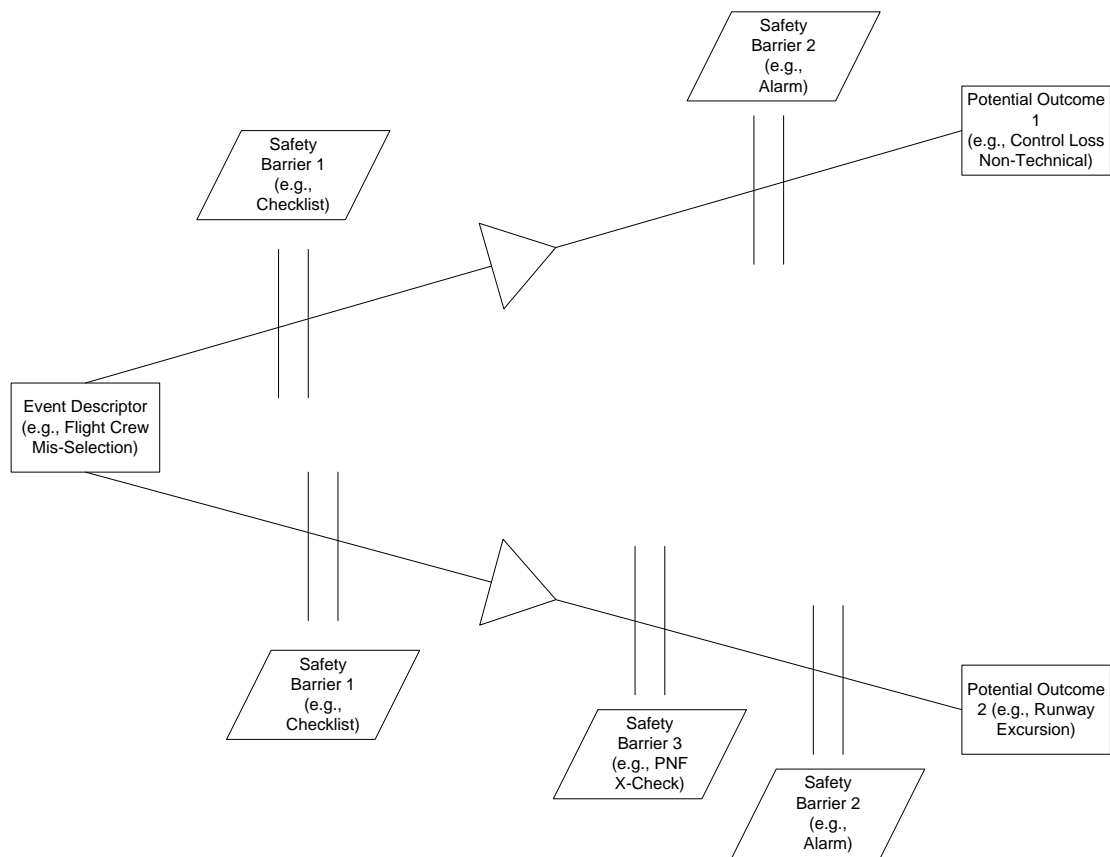 Safety
Barrier 2
(e.g.,
Alarm)
Potential Outcome
1
(e.g., Control Loss
Non-Technical)
Safety
Barrier 1
(e.g.,
Checklist)
Event Descriptor
(e.g., Flight Crew
Mis-Selection)
Safety
Barrier 1
(e.g.,
Checklist)
Safety
Barrier 3
(e.g., PNF
X-Check)
Potential Outcome
2 (e.g., Runway
Excursion)
Safety
Barrier 2
(e.g.,
Alarm)